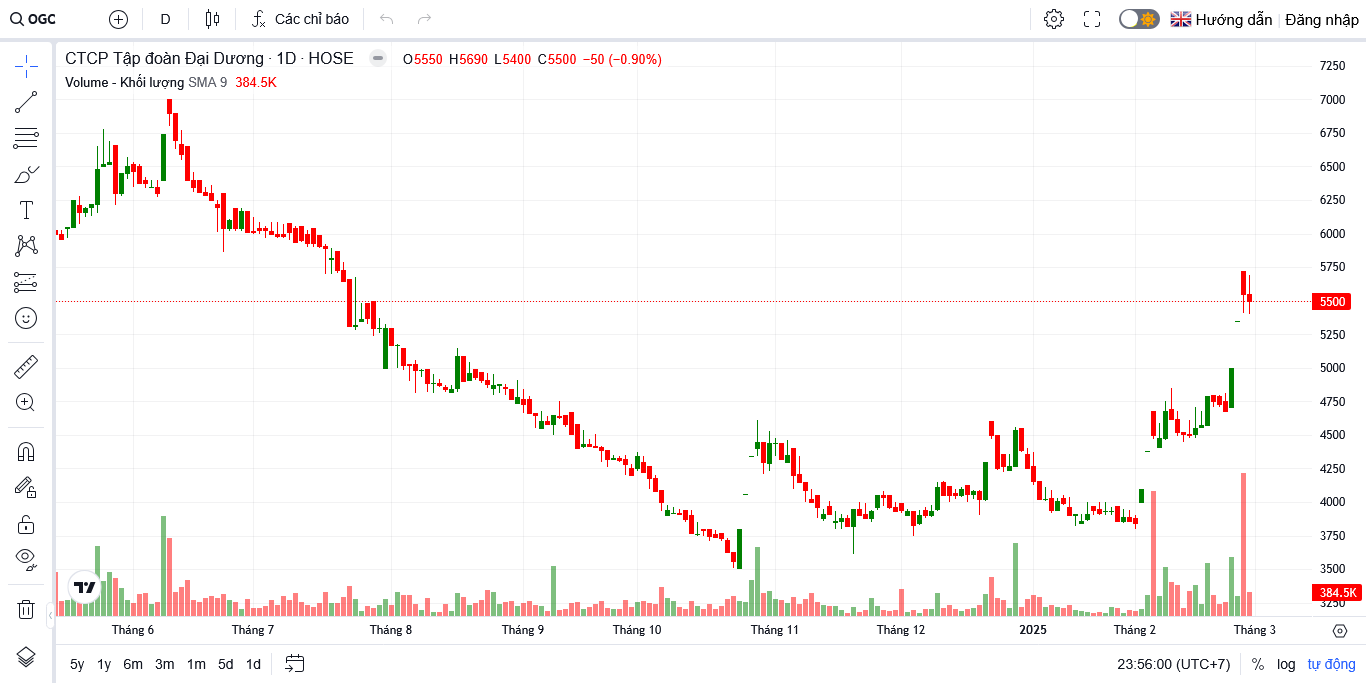 OGC D Các chỉ báo Hướng dẫn Đăng nhập
CTCP Tập đoàn Đại Dương · 1D · HOSE O5550 H5690 L5400 C5500 −50 (−0.90%)
Volume - Khối lượng SMA 9 384.5K
7250
7000
6750
6500
6250
6000
5750
5500
5250
5000
4750
4500
4250
4000
3750
3500
384.5K
3250
Tháng 6 Tháng 7 Tháng 8 Tháng 9 Tháng 10 Tháng 11 Tháng 12 2025 Tháng 2 Tháng 3
5y 1y 6m 3m 1m 5d 1d 23:56:00 (UTC+7) % log tự động